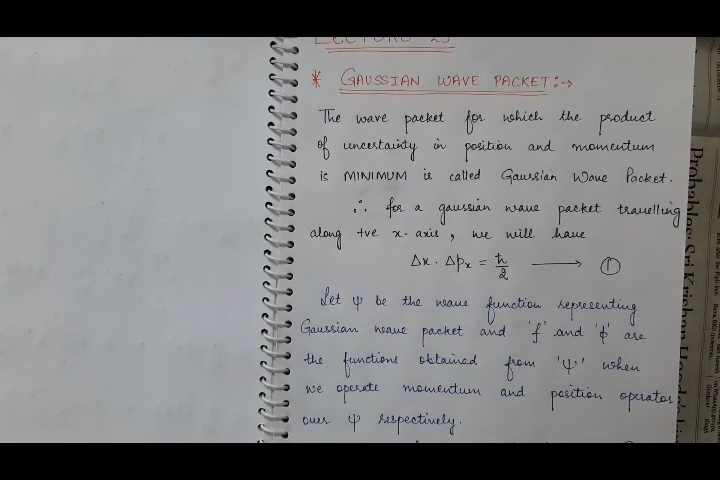 LECTURE 25
* GAUSSIAN WAVE PACKET :→
The wave packet for which the product
of uncertainty in position and momentum
is MINIMUM is called Gaussian Wave Packet.
∴ for a gaussian wave packet travelling
along +ve x-axis, we will have
Δx · Δpₓ = ħ/2 ⟶ ①
Let ψ be the wave function representing
Gaussian wave packet and 'f' and 'ϕ' are
the functions obtained from 'ψ' when
we operate momentum and position operator
over ψ respectively.